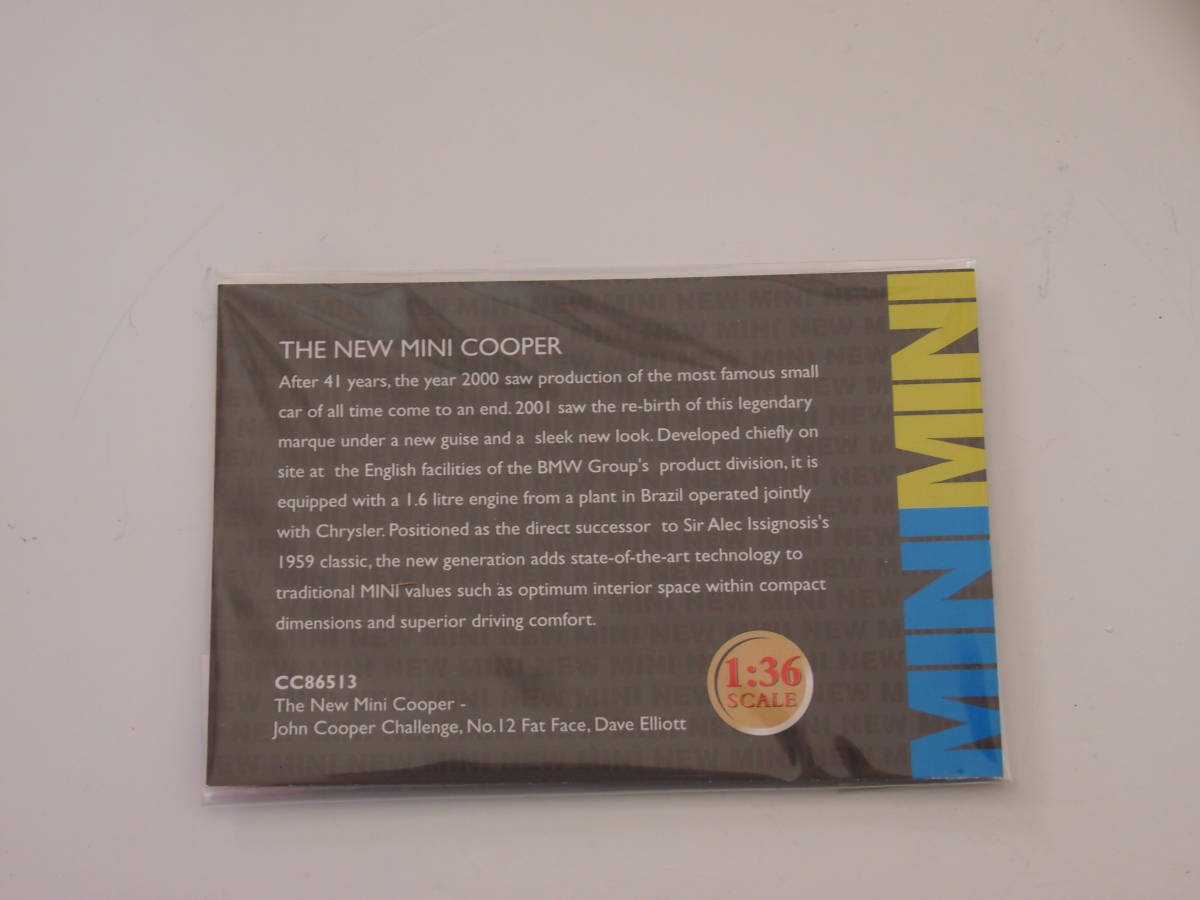 THE NEW MINI COOPER
After 41 years, the year 2000 saw production of the most famous small
car of all time come to an end. 2001 saw the re-birth of this legendary
marque under a new guise and a sleek new look. Developed chiefly on
site at the English facilities of the BMW Group's product division, it is
equipped with a 1.6 litre engine from a plant in Brazil operated jointly
with Chrysler. Positioned as the direct successor to Sir Alec Issignosis's
1959 classic, the new generation adds state-of-the-art technology to
traditional MINI values such as optimum interior space within compact
dimensions and superior driving comfort.
CC86513
The New Mini Cooper -
John Cooper Challenge, No.12 Fat Face, Dave Elliott
1:36
SCALE
MINI
MINI